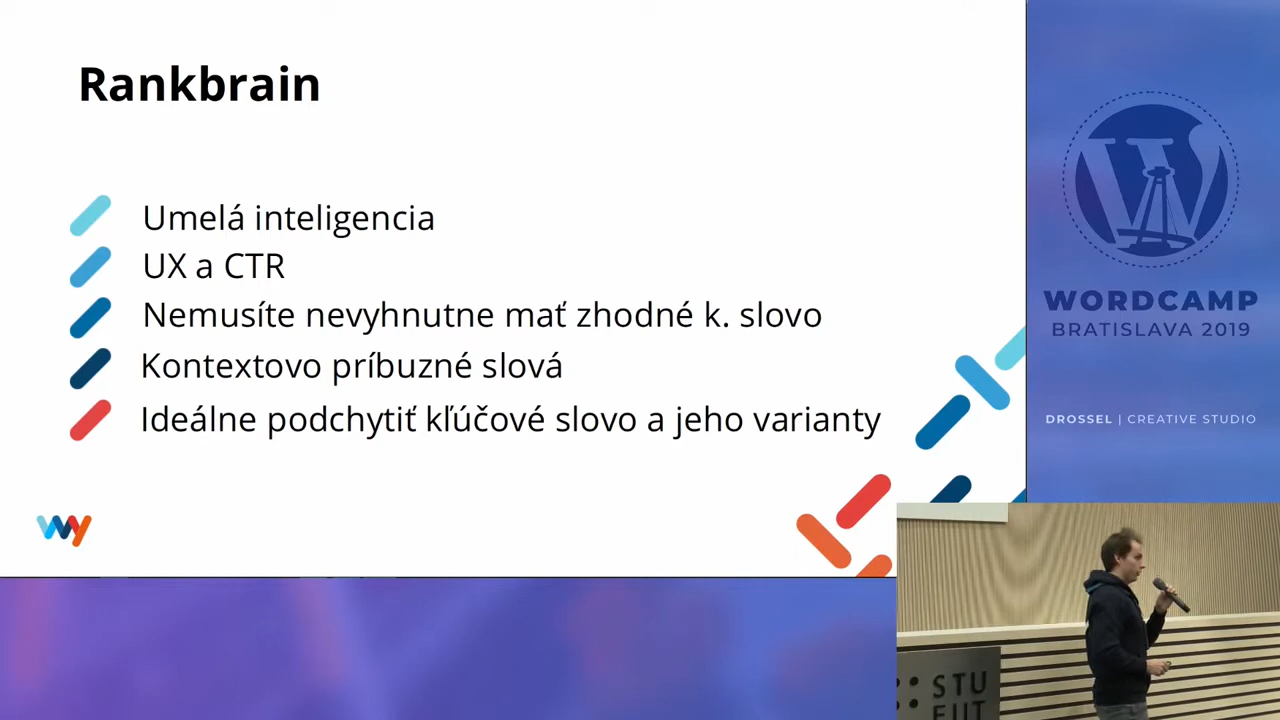 Rankbrain
Umelá inteligencia
UX a CTR
Nemusíte nevyhnutne mať zhodné k. slovo
Kontextovo príbuzné slová
Ideálne podchytiť kľúčové slovo a jeho varianty
wy
WORDCAMP
BRATISLAVA 2019
DROSSEL | CREATIVE STUDIO
STU